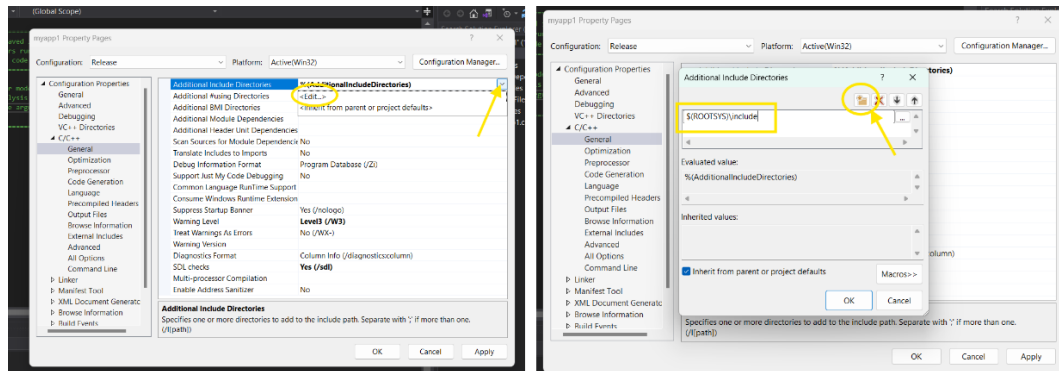 (Global Scope)
myapp1 Property Pages
? ×
Configuration: Release
Platform: Active(Win32)
Configuration Manager...
Configuration Properties
General
Advanced
Debugging
VC++ Directories
C/C++
General
Optimization
Preprocessor
Code Generation
Language
Precompiled Headers
Output Files
Browse Information
External Includes
Advanced
All Options
Command Line
Linker
Manifest Tool
XML Document Generatc
Browse Information
Build Events
Additional Include Directories %(AdditionalIncludeDirectories)
Additional #using Directories <Edit...>
Additional BMI Directories <inherit from parent or project defaults>
Additional Module Dependencies
Additional Header Unit Dependencies
Scan Sources for Module Dependencie No
Translate Includes to Imports No
Debug Information Format Program Database (/Zi)
Support Just My Code Debugging No
Common Language RunTime Support
Consume Windows Runtime Extension
Suppress Startup Banner Yes (/nologo)
Warning Level Level3 (/W3)
Treat Warnings As Errors No (/WX-)
Warning Version
Diagnostics Format Column Info (/diagnostics:column)
SDL checks Yes (/sdl)
Multi-processor Compilation
Enable Address Sanitizer No
Additional Include Directories
Specifies one or more directories to add to the include path. Separate with ';' if more than one.
(/I[path])
OK Cancel Apply
myapp1 Property Pages
? ×
Configuration: Release
Platform: Active(Win32)
Configuration Manager...
Configuration Properties
General
Advanced
Debugging
VC++ Directories
C/C++
General
Optimization
Preprocessor
Code Generation
Language
Precompiled Headers
Output Files
Browse Information
External Includes
Advanced
All Options
Command Line
Linker
Manifest Tool
XML Document Generatc
Browse Information
Build Events
ctories)
Additional Include Directories ? ×
$(ROOTSYS)\include
...
Evaluated value:
%(AdditionalIncludeDirectories)
Inherited values:
Inherit from parent or project defaults
Macros>>
OK Cancel
olumn)
Specifies one or more directories to add to the include path. Separate with ';' if more than one.
(/I[path])
OK Cancel Apply